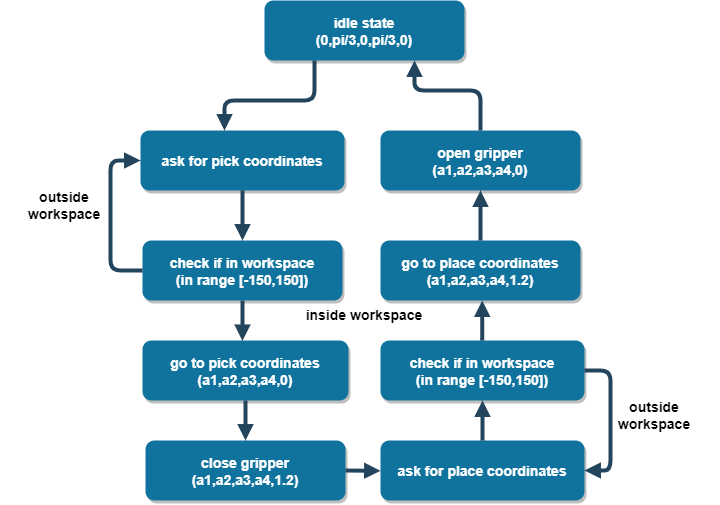 idle state
(0,pi/3,0,pi/3,0)
ask for pick coordinates
outside
workspace
check if in workspace
(in range [-150,150])
inside workspace
go to pick coordinates
(a1,a2,a3,a4,0)
close gripper
(a1,a2,a3,a4,1.2)
ask for place coordinates
outside
workspace
check if in workspace
(in range [-150,150])
go to place coordinates
(a1,a2,a3,a4,1.2)
open gripper
(a1,a2,a3,a4,0)